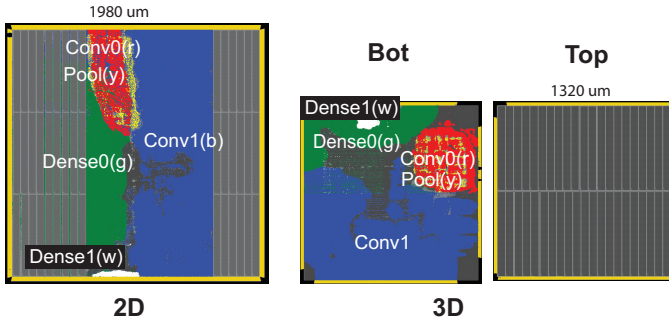 1980 um
Conv0(r)
Pool(y)
Conv1(b)
Dense0(g)
Dense1(w)
2D
Bot
Top
1320 um
Dense1(w)
Dense0(g)
Conv0(r)
Pool(y)
Conv1
3D